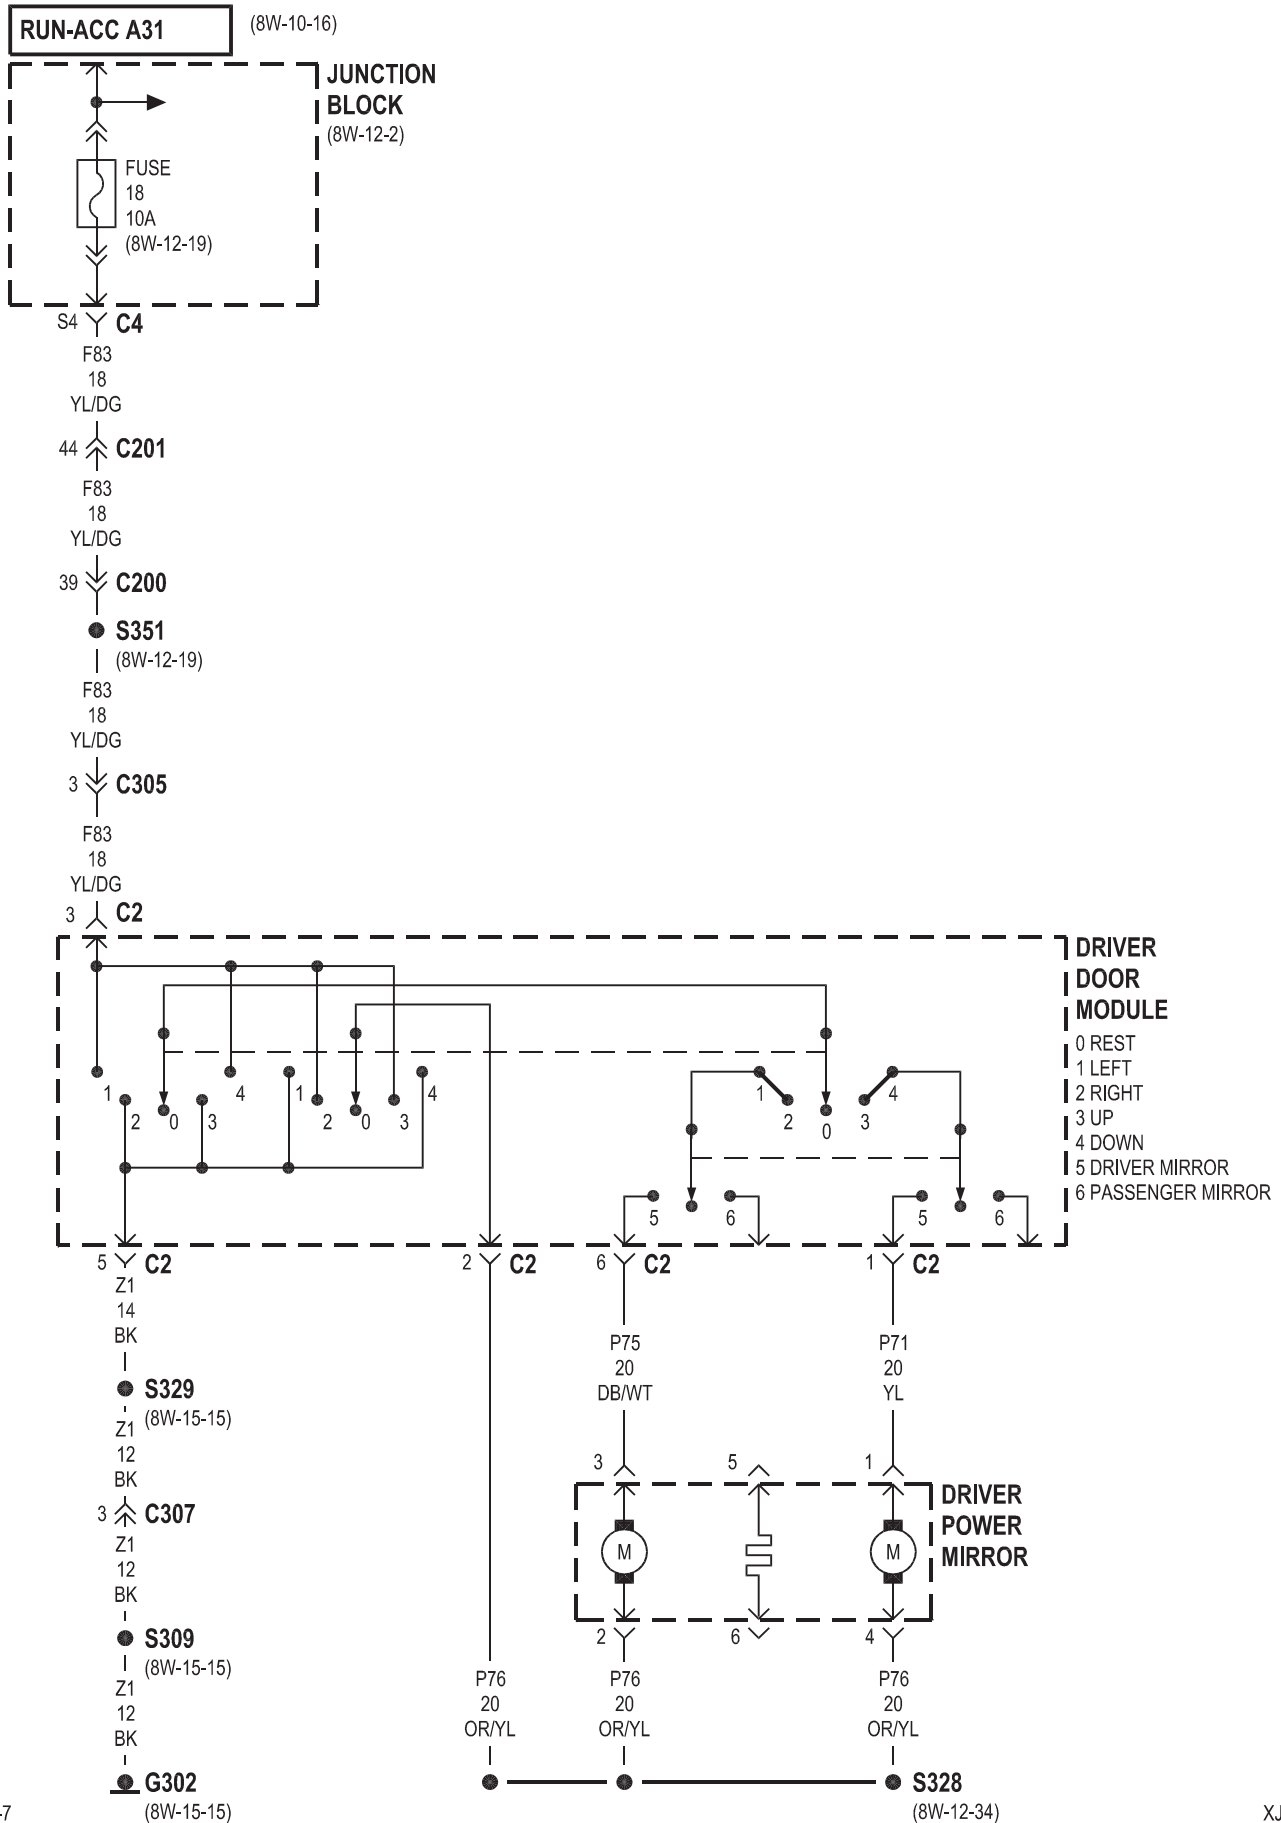 RUN-ACC A31
(8W-10-16)
JUNCTION
BLOCK
(8W-12-2)
FUSE
18
10A
(8W-12-19)
S4
C4
F83
18
YL/DG
44
C201
F83
18
YL/DG
39
C200
S351
(8W-12-19)
F83
18
YL/DG
3
C305
F83
18
YL/DG
3
C2
DRIVER
DOOR
MODULE
0 REST
1 LEFT
2 RIGHT
3 UP
4 DOWN
5 DRIVER MIRROR
6 PASSENGER MIRROR
1
2
0
3
4
1
2
0
3
4
1
2
0
3
4
5
6
5
6
5
C2
2
C2
6
C2
1
C2
Z1
14
BK
P75
20
DB/WT
P71
20
YL
S329
(8W-15-15)
Z1
12
BK
3
5
1
3
C307
DRIVER
POWER
MIRROR
M
M
Z1
12
BK
2
6
4
S309
(8W-15-15)
Z1
12
BK
P76
20
OR/YL
P76
20
OR/YL
P76
20
OR/YL
G302
(8W-15-15)
S328
(8W-12-34)
-7
XJ